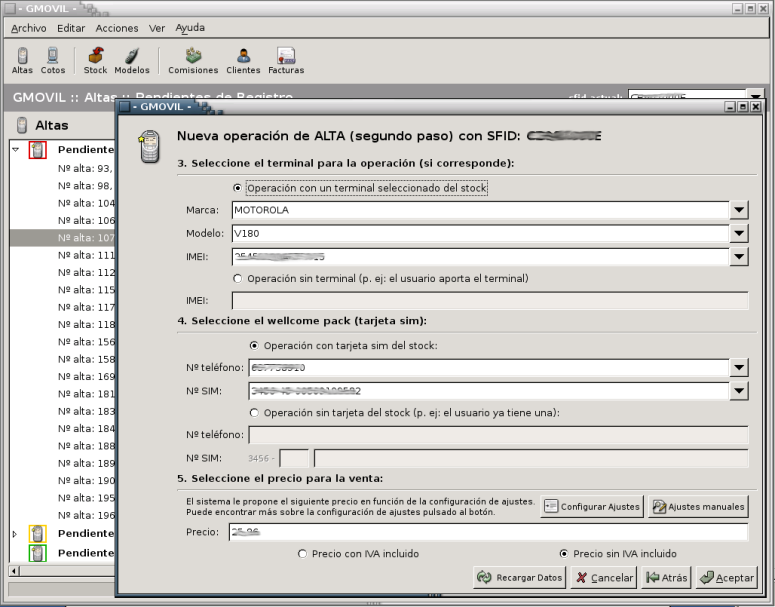 - GMOVIL -
Archivo Editar Acciones Ver Ayuda
Altas Cotos Stock Modelos Comisiones Clientes Facturas
GMOVIL :: Altas :: Pendientes de Registro sfid actual:
- GMOVIL -
Altas
Pendiente
Nº alta: 93,
Nº alta: 98,
Nº alta: 104
Nº alta: 106
Nº alta: 107
Nº alta: 111
Nº alta: 112
Nº alta: 115
Nº alta: 117
Nº alta: 118
Nº alta: 156
Nº alta: 158
Nº alta: 169
Nº alta: 181
Nº alta: 183
Nº alta: 184
Nº alta: 188
Nº alta: 189
Nº alta: 190
Nº alta: 195
Nº alta: 196
Pendiente
Pendiente
Nueva operación de ALTA (segundo paso) con SFID:
3. Seleccione el terminal para la operación (si corresponde):
Operación con un terminal seleccionado del stock
Marca: MOTOROLA
Modelo: V180
IMEI:
Operación sin terminal (p. ej: el usuario aporta el terminal)
IMEI:
4. Seleccione el wellcome pack (tarjeta sim):
Operación con tarjeta sim del stock:
Nº teléfono:
Nº SIM:
Operación sin tarjeta del stock (p. ej: el usuario ya tiene una):
Nº teléfono:
Nº SIM: 3456 -
5. Seleccione el precio para la venta:
El sistema le propone el siguiente precio en función de la configuración de ajustes.
Puede encontrar más sobre la configuración de ajustes pulsado al botón.
Configurar Ajustes Ajustes manuales
Precio:
Precio con IVA incluido Precio sin IVA incluido
Recargar Datos Cancelar Atrás Aceptar